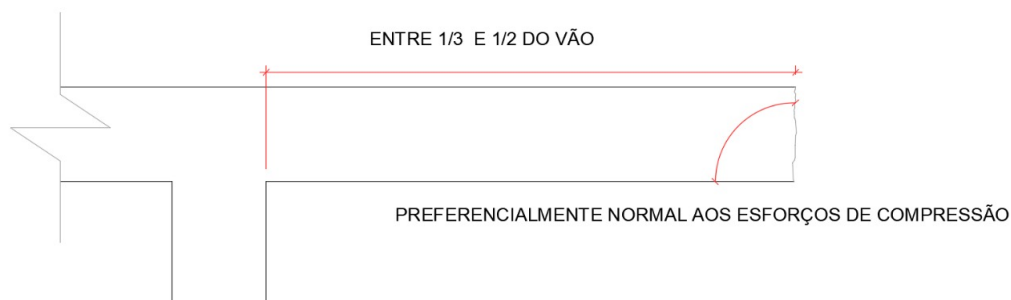 ENTRE 1/3 E 1/2 DO VÃO
PREFERENCIALMENTE NORMAL AOS ESFORÇOS DE COMPRESSÃO